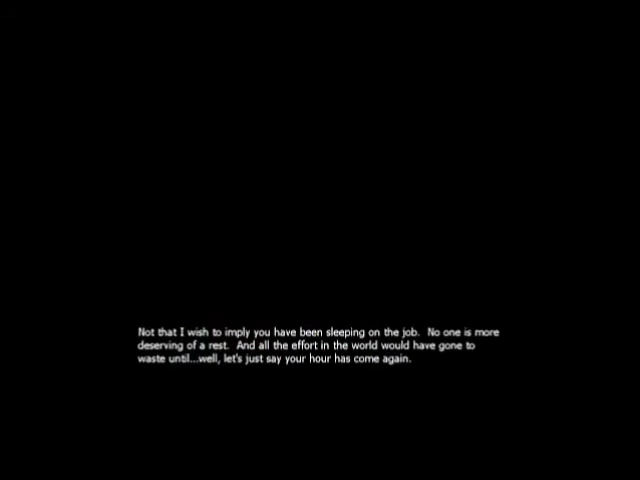 Not that I wish to imply you have been sleeping on the job.  No one is more
deserving of a rest.  And all the effort in the world would have gone to
waste until...well, let's just say your hour has come again.